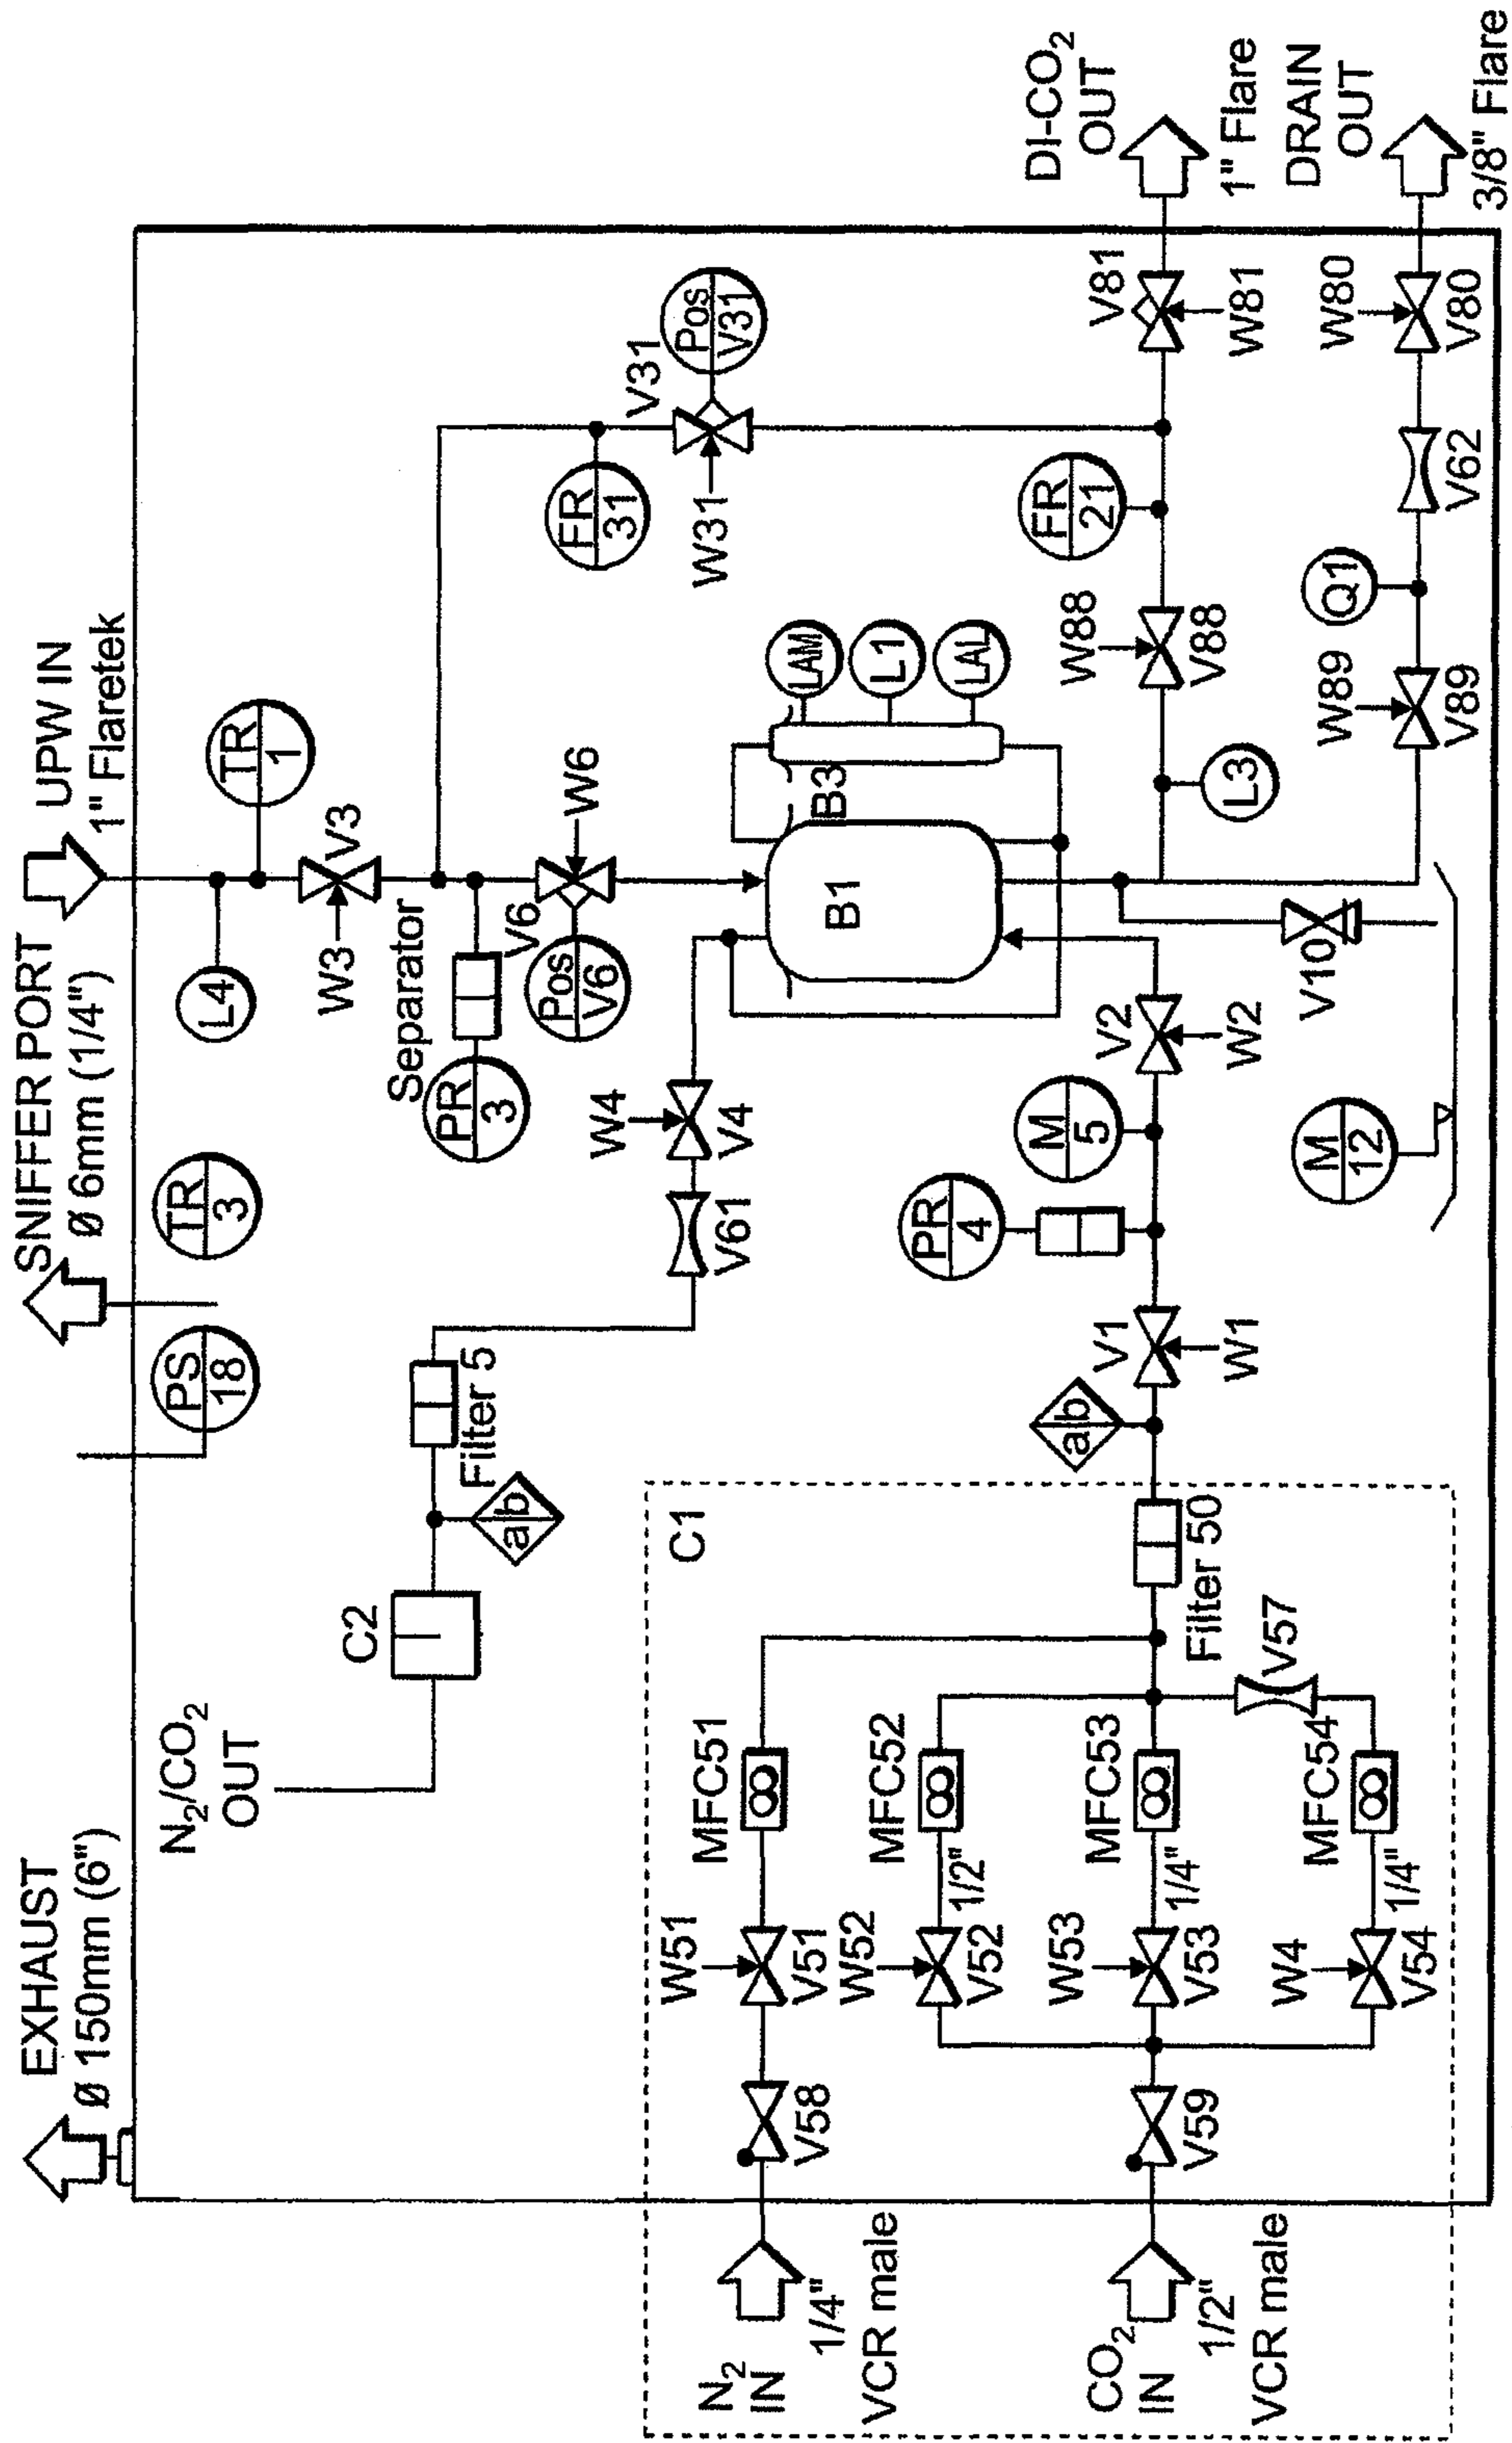 EXHAUST
Ø 150mm (6")
SNIFFER PORT
Ø 6mm (1/4")
UPW IN
1" Flaretek
PS
18
TR
3
L4
TR
1
N2/CO2
OUT
C2
ab
Filter 5
W3
V3
Separator
PR
3
V6
Pos
V6
W6
FR
31
V31
Pos
V31
W31
W4
V4
V61
B1
B3
LAM
L1
LAL
N2
IN
1/4"
VCR male
V58
W51
V51
MFC51
C1
W52
V52
1/2"
MFC52
CO2
IN
1/2"
VCR male
V59
W53
V53
1/4"
MFC53
W4
V54
1/4"
MFC54
V57
Filter 50
ab
V1
W1
PR
4
M
5
V2
W2
V10
M
12
L3
W88
V88
FR
21
V81
W81
DI-CO2
OUT
1" Flare
W89
V89
Q1
V62
W80
V80
DRAIN
OUT
3/8" Flare